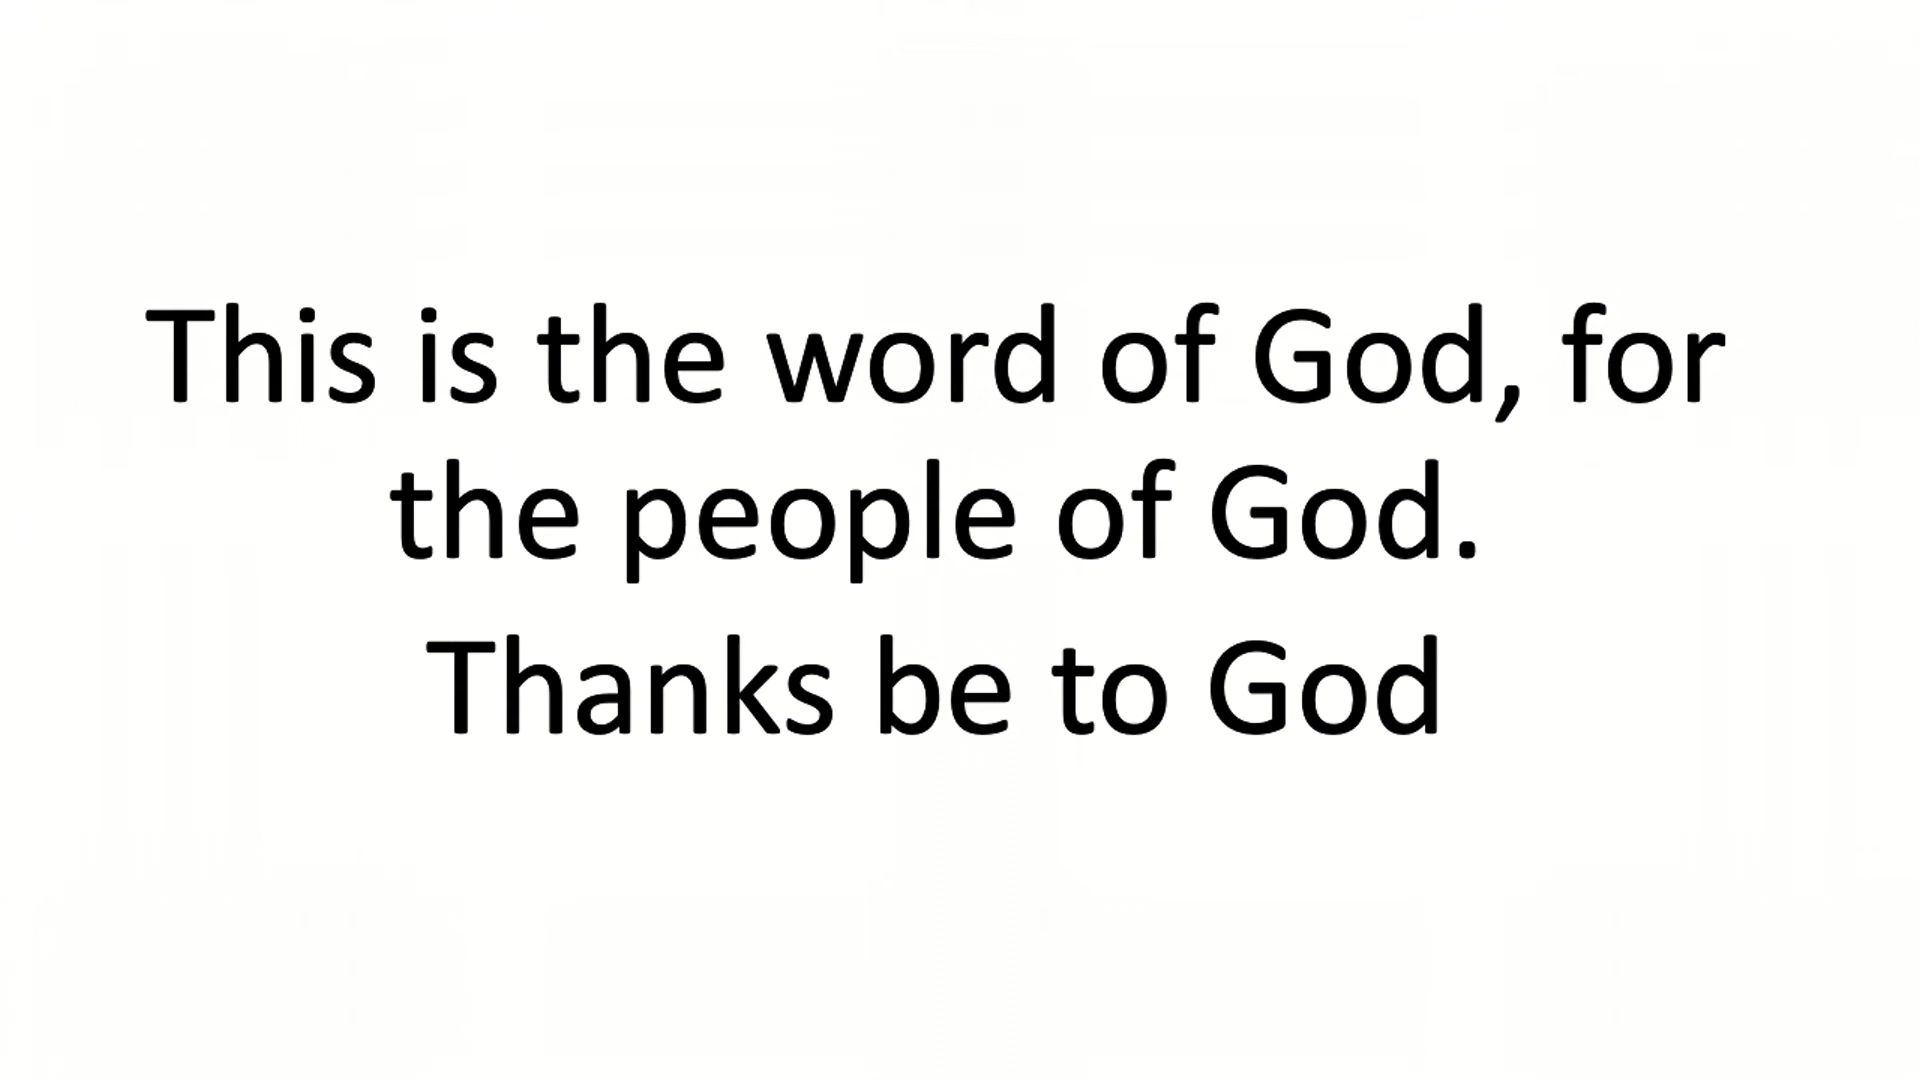 This is the word of God, for
the people of God.
Thanks be to God